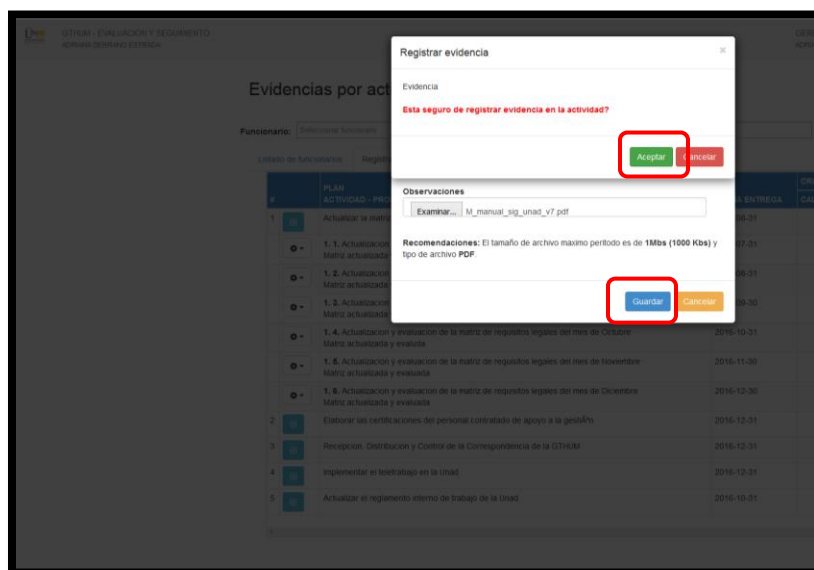 GTHUM - EVALUACION Y SEGUIMIENTO
Registrar evidencia
×
Evidencia
Esta seguro de registrar evidencia en la actividad?
Aceptar
Cancelar
Evidencias por act
Funcionario:
Listado de funcionarios
Registra
Observaciones
Examinar... M_manual_sig_unad_v7.pdf
Recomendaciones: El tamaño de archivo maximo peritodo es de 1Mbs (1000 Kbs) y
tipo de archivo PDF.
Guardar
Cancelar
#
PLAN
ACTIVIDAD - PRO
A ENTREGA
1 Actualizar la matriz
1. 1. Actualizacion
Matriz actualizada
1. 2. Actualizacion
Matriz actualizada
1. 3. Actualizacion
Matriz actualizada
1. 4. Actualizacion y evaluacion de la matriz de requisitos legales del mes de Octubre 2016-10-31
Matriz actualizada y evaluda
1. 5. Actualizacion y evaluacion de la matriz de requisitos legales del mes de Noviembre 2016-11-30
Matriz actualizada y evaluada
1. 6. Actualizacion y evaluacion de la matriz de requisitos legales del mes de Diciembre 2016-12-30
Matriz actualizada y evaluada
2 Elaborar las certificaciones del personal contratado de apoyo a la gestiÃ³n 2016-12-31
3 Recepcion, Distribucion y Control de la Correspondencia de la GTHUM 2016-12-31
4 Implementar el teletrabajo en la Unad 2016-12-31
5 Actualizar el reglamento interno de trabajo de la Unad 2016-10-31